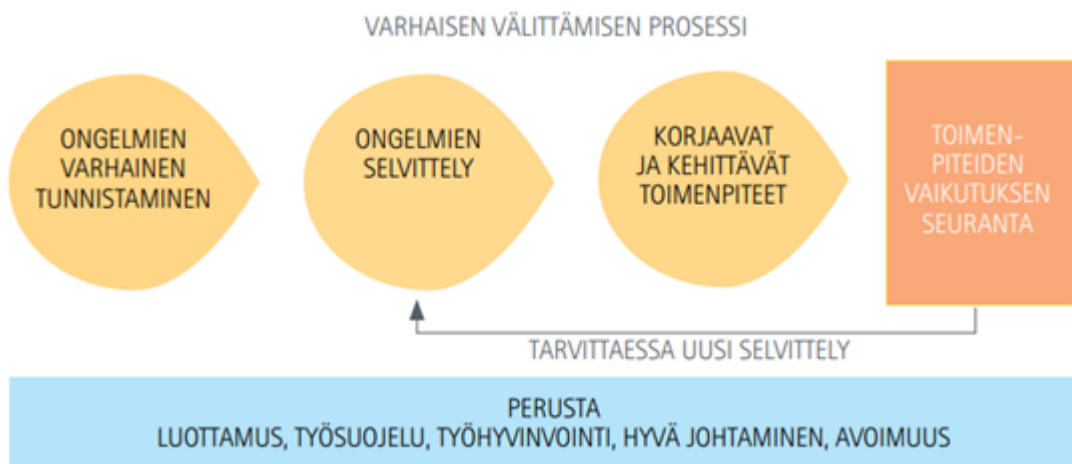 VARHAISEN VÄLITTÄMISEN PROSESSI
ONGELMIEN
VARHAINEN
TUNNISTAMINEN
ONGELMIEN
SELVITTELY
KORJAAVAT
JA KEHITTÄVÄT
TOIMENPITEET
TOIMEN-
PITEIDEN
VAIKUTUKSEN
SEURANTA
TARVITTAESSA UUSI SELVITTELY
PERUSTA
LUOTTAMUS, TYÖSUOJELU, TYÖHYVINVOINTI, HYVÄ JOHTAMINEN, AVOIMUUS